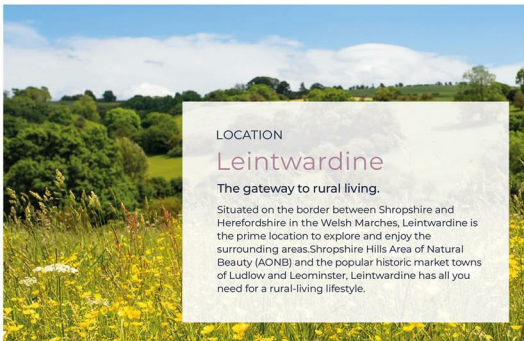 LOCATION
Leintwardine
The gateway to rural living.
Situated on the border between Shropshire and
Herefordshire in the Welsh Marches, Leintwardine is
the prime location to explore and enjoy the
surrounding areas.Shropshire Hills Area of Natural
Beauty (AONB) and the popular historic market towns
of Ludlow and Leominster, Leintwardine has all you
need for a rural-living lifestyle.